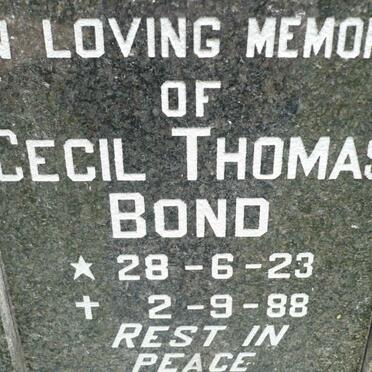 N LOVING MEMOR
OF
CECIL THOMAS
BOND
★ 28-6-23
✝ 2-9-88
REST IN
PEACE